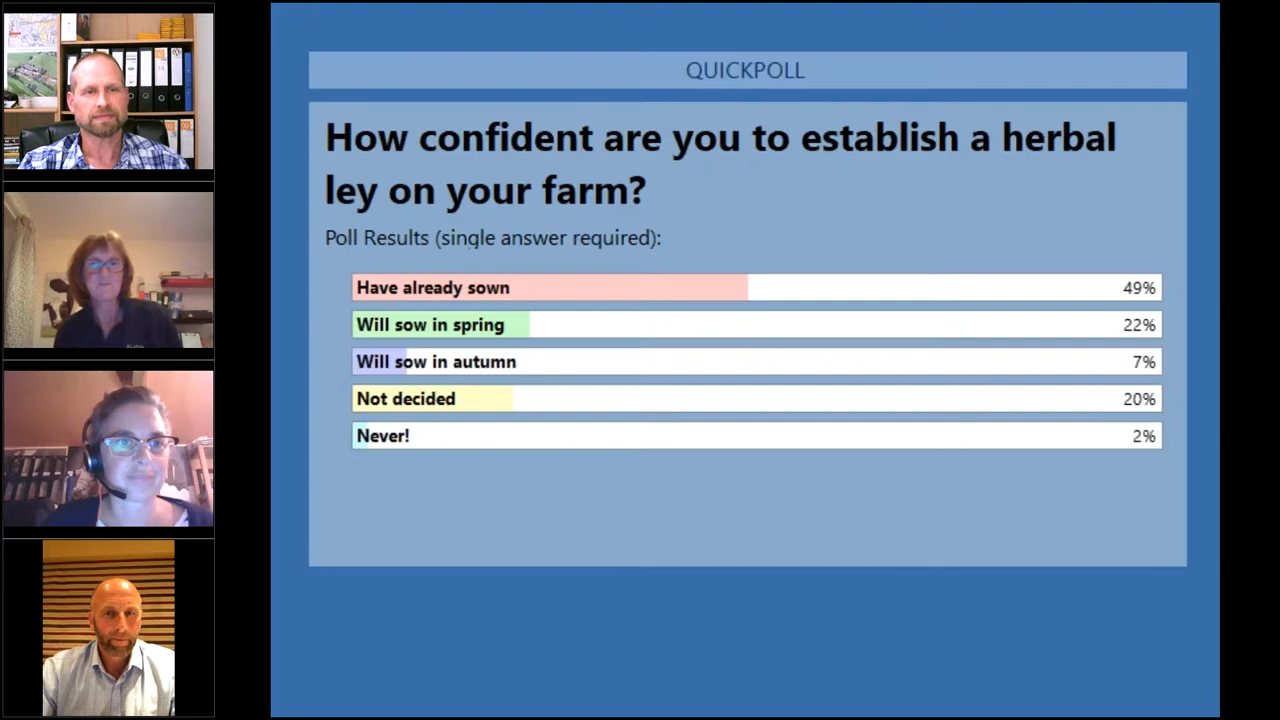 QUICKPOLL
How confident are you to establish a herbal
ley on your farm?
Poll Results (single answer required):
Have already sown 49%
Will sow in spring 22%
Will sow in autumn 7%
Not decided 20%
Never! 2%